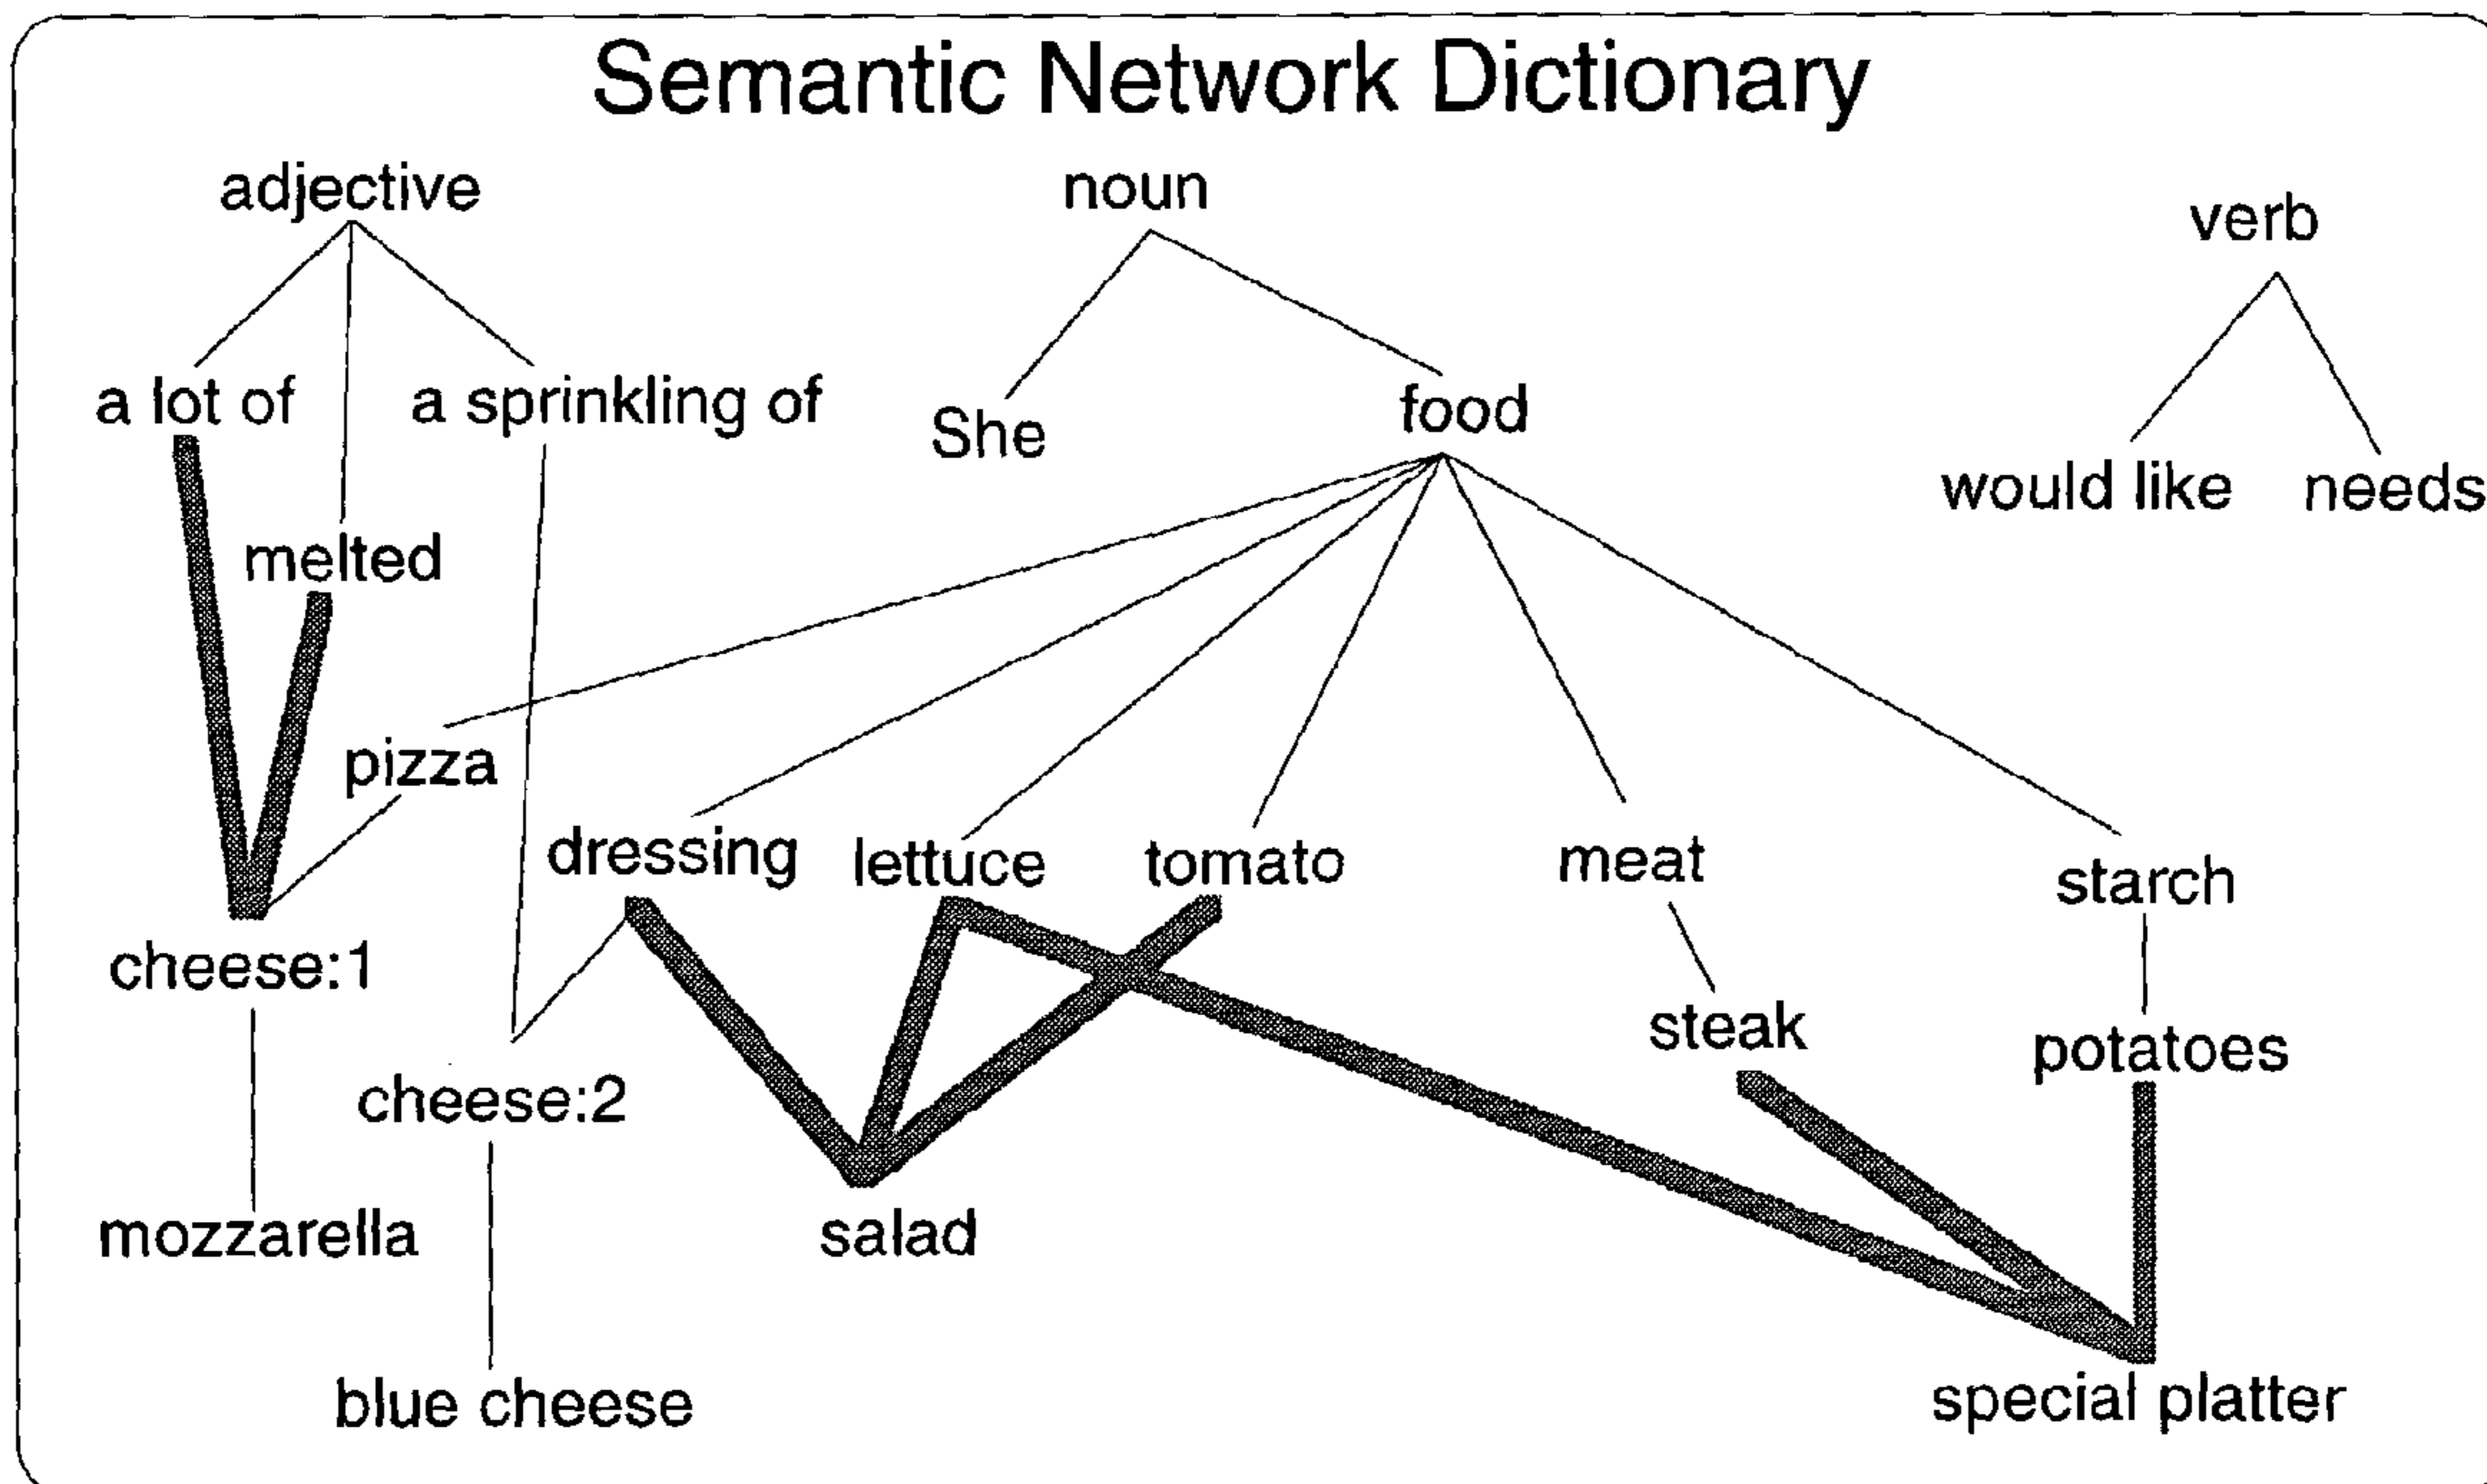 Semantic Network Dictionary
adjective
noun
verb
a lot of
a sprinkling of
She
food
would like
needs
melted
pizza
dressing
lettuce
tomato
meat
starch
cheese:1
steak
potatoes
cheese:2
mozzarella
salad
blue cheese
special platter